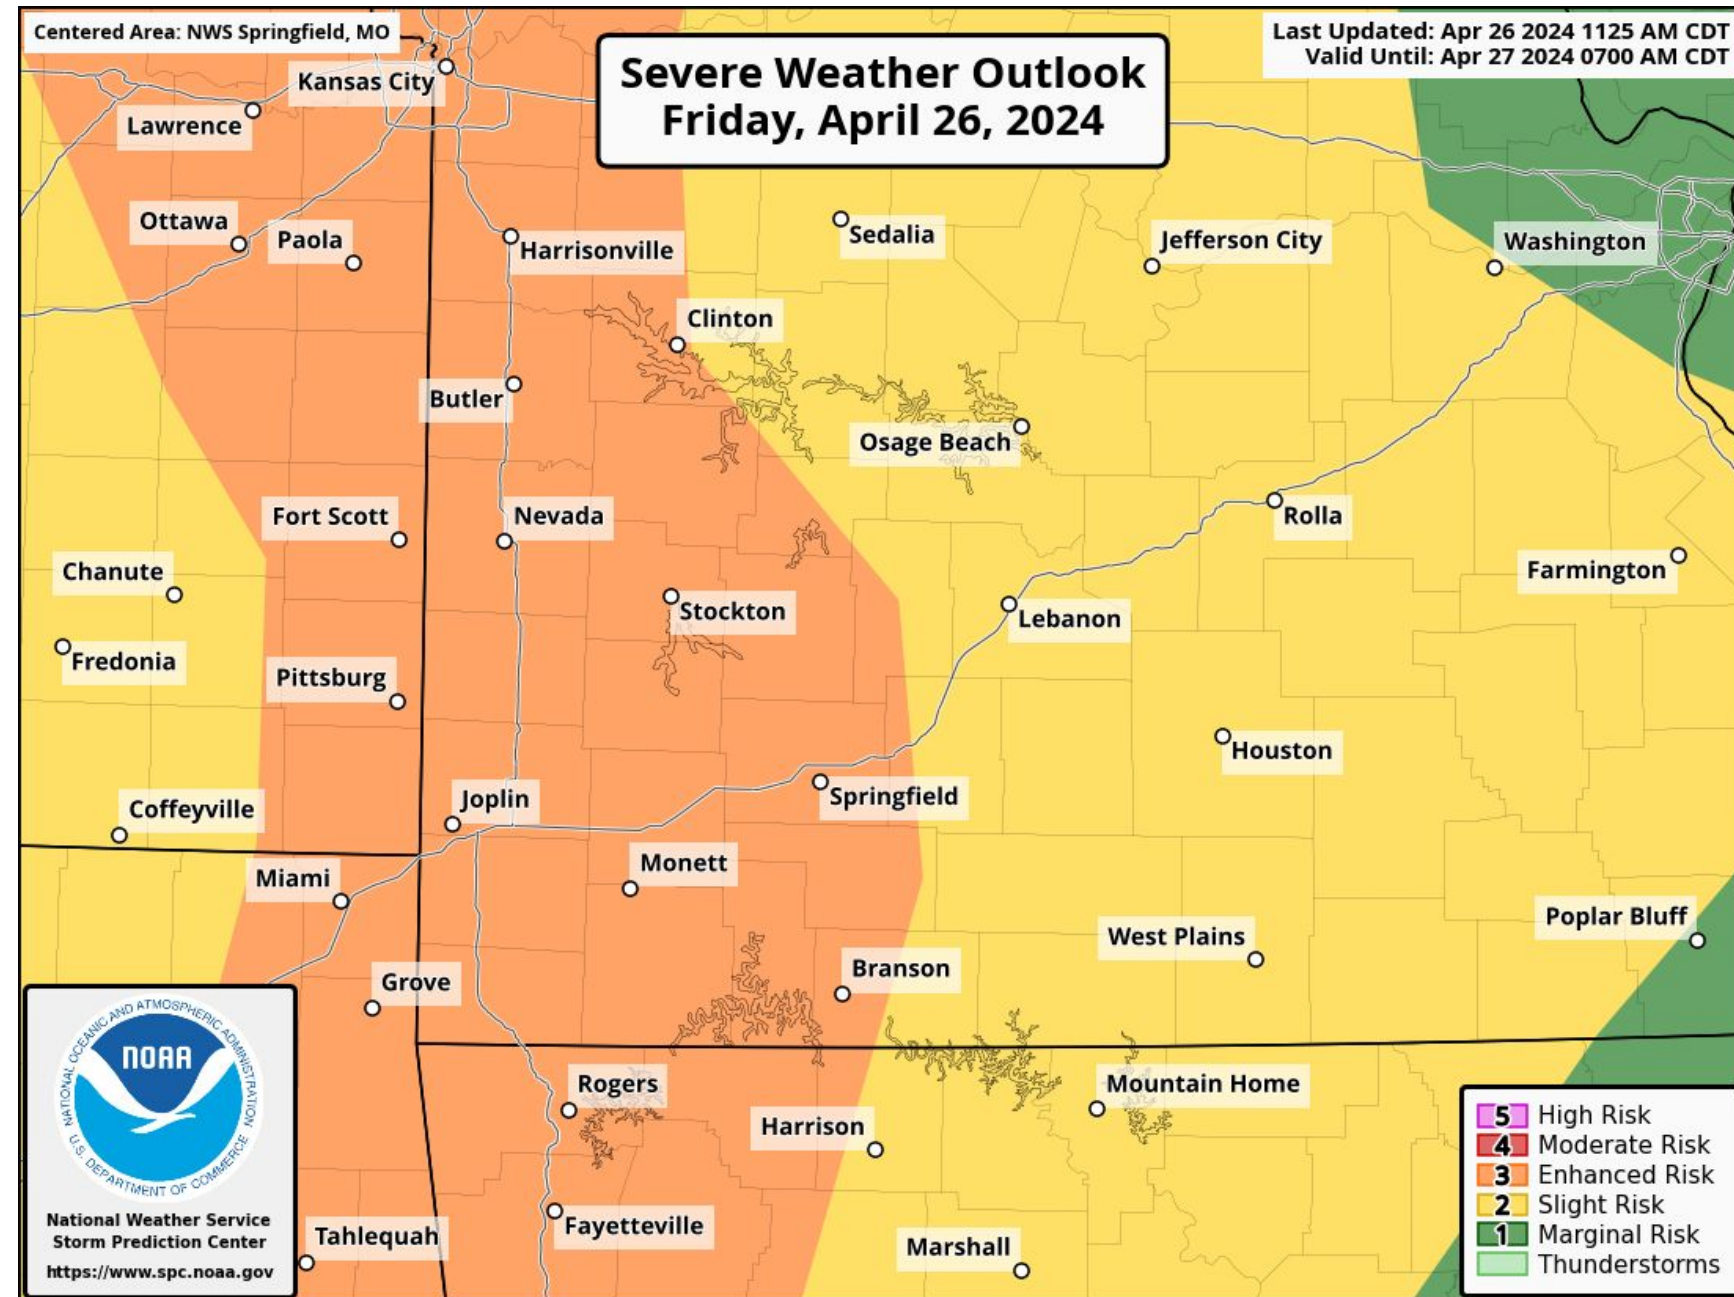 Centered Area: NWS Springfield, MO
Severe Weather Outlook
Friday, April 26, 2024
Last Updated: Apr 26 2024 1125 AM CDT
Valid Until: Apr 27 2024 0700 AM CDT
Kansas City
Lawrence
Ottawa
Paola
Harrisonville
Sedalia
Jefferson City
Washington
Clinton
Butler
Osage Beach
Fort Scott
Nevada
Rolla
Chanute
Farmington
Stockton
Lebanon
Fredonia
Pittsburg
Houston
Coffeyville
Joplin
Springfield
Miami
Monett
Poplar Bluff
West Plains
Grove
Branson
Rogers
Mountain Home
Harrison
Tahlequah
Fayetteville
Marshall
NATIONAL OCEANIC AND ATMOSPHERIC ADMINISTRATION
NOAA
U.S. DEPARTMENT OF COMMERCE
National Weather Service
Storm Prediction Center
https://www.spc.noaa.gov
5 High Risk
4 Moderate Risk
3 Enhanced Risk
2 Slight Risk
1 Marginal Risk
Thunderstorms